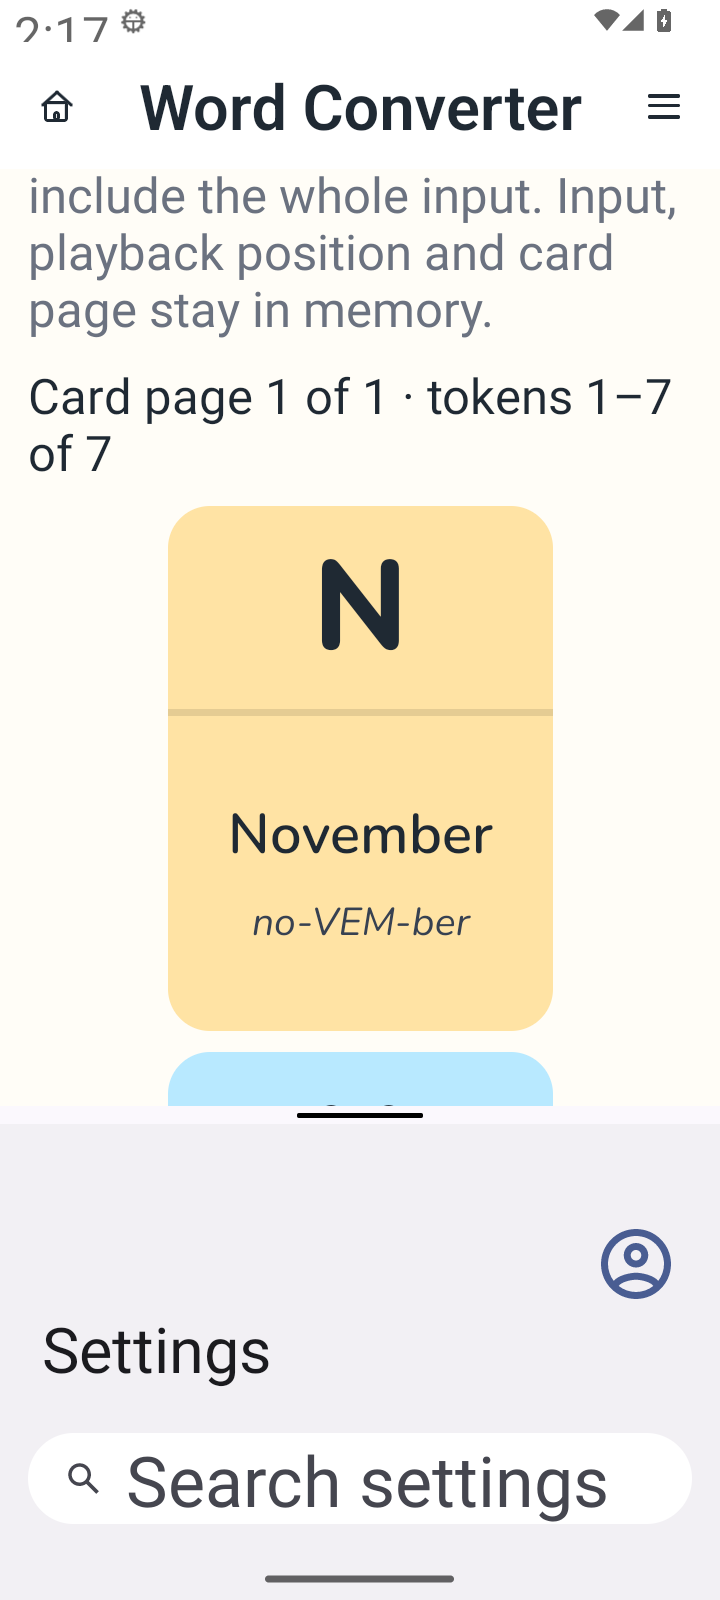 2:17
Word Converter
include the whole input. Input,
playback position and card
page stay in memory.
Card page 1 of 1 · tokens 1–7
of 7
N
November
no-VEM-ber
Settings
Search settings